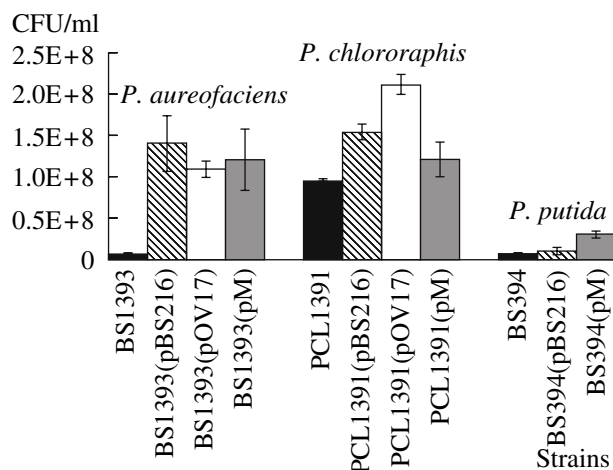 CFU/ml
2.5E+8
2.0E+8
1.5E+8
1.0E+8
0.5E+8
0
P. aureofaciens
P. chlororaphis
P. putida
BS1393
BS1393(pBS216)
BS1393(pOV17)
BS1393(pM)
PCL1391
PCL1391(pBS216)
PCL1391(pOV17)
PCL1391(pM)
BS394
BS394(pBS216)
BS394(pM)
Strains